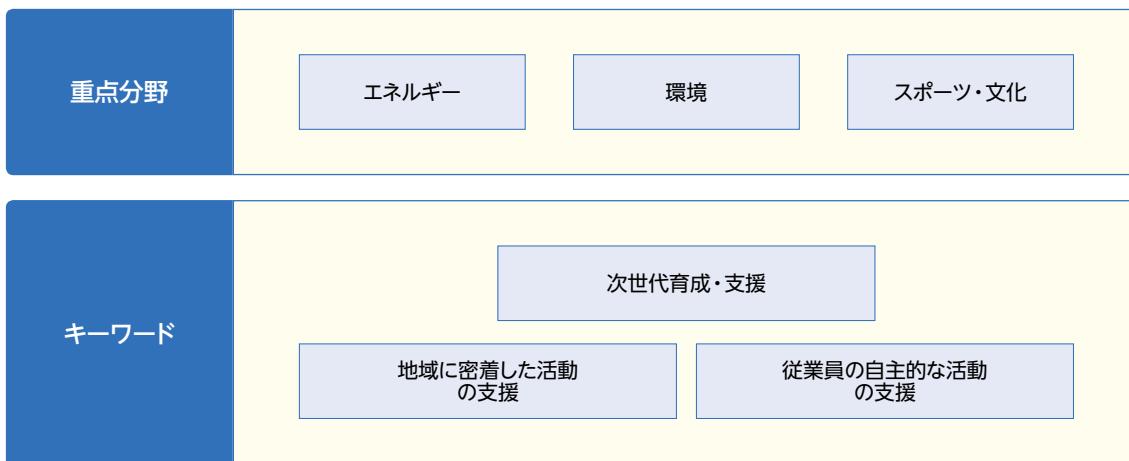 重点分野
エネルギー
環境
スポーツ・文化
キーワード
次世代育成・支援
地域に密着した活動
の支援
従業員の自主的な活動
の支援